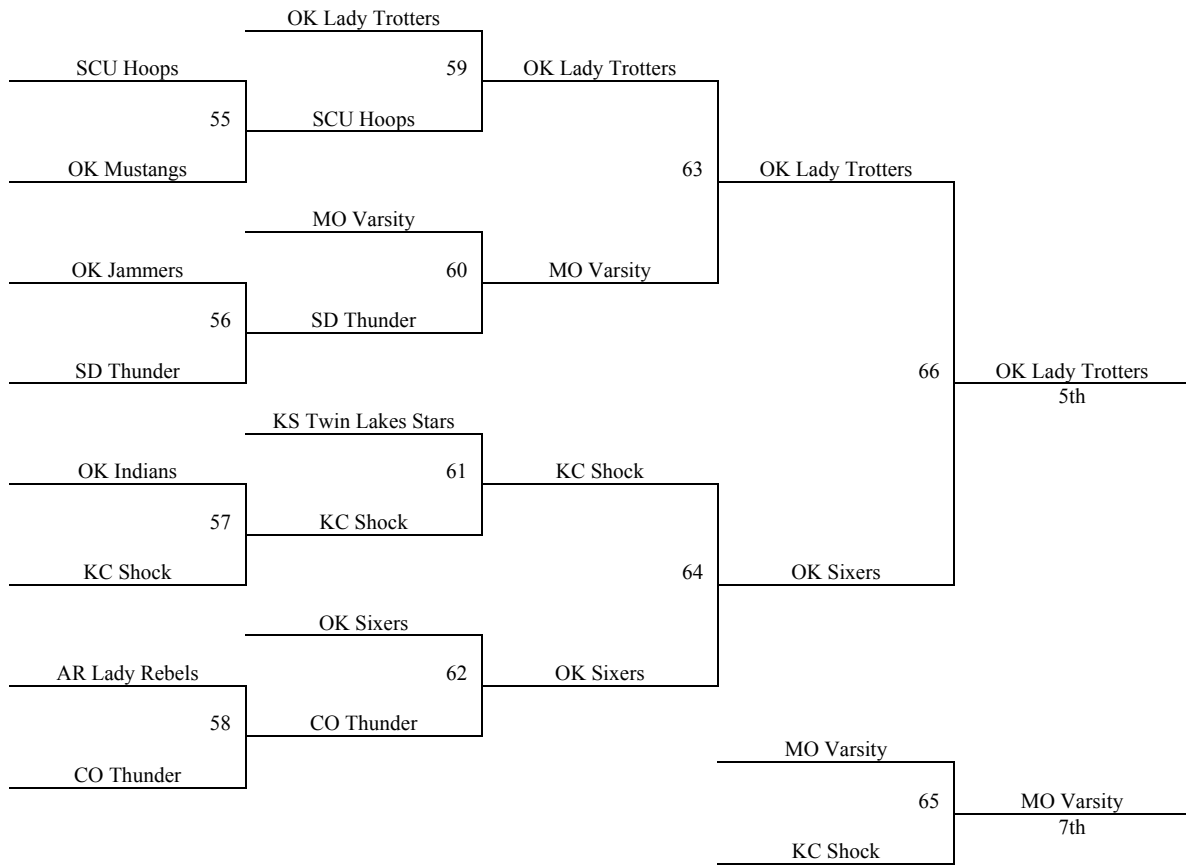 OK Lady Trotters
SCU Hoops
59
OK Lady Trotters
55
SCU Hoops
OK Mustangs
63
OK Lady Trotters
MO Varsity
OK Jammers
60
MO Varsity
56
SD Thunder
SD Thunder
66
OK Lady Trotters
5th
KS Twin Lakes Stars
OK Indians
61
KC Shock
57
KC Shock
KC Shock
64
OK Sixers
OK Sixers
AR Lady Rebels
62
OK Sixers
58
CO Thunder
MO Varsity
CO Thunder
65
MO Varsity
7th
KC Shock